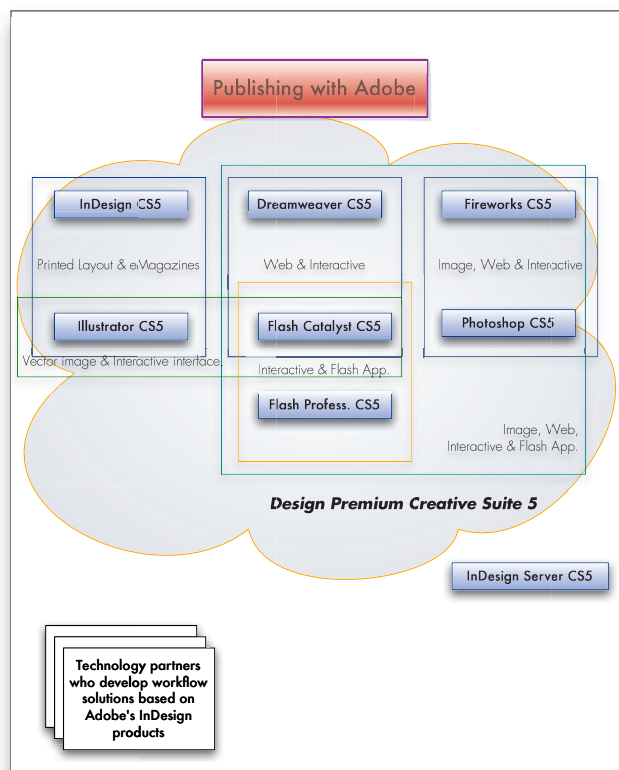 Publishing with Adobe
InDesign CS5
Dreamweaver CS5
Fireworks CS5
Printed Layout & eMagazines
Web & Interactive
Image, Web & Interactive
Illustrator CS5
Flash Catalyst CS5
Photoshop CS5
Vector image & Interactive interface.
Interactive & Flash App.
Flash Profess. CS5
Image, Web,
Interactive & Flash App.
Design Premium Creative Suite 5
InDesign Server CS5
Technology partners
who develop workflow
solutions based on
Adobe's InDesign
products